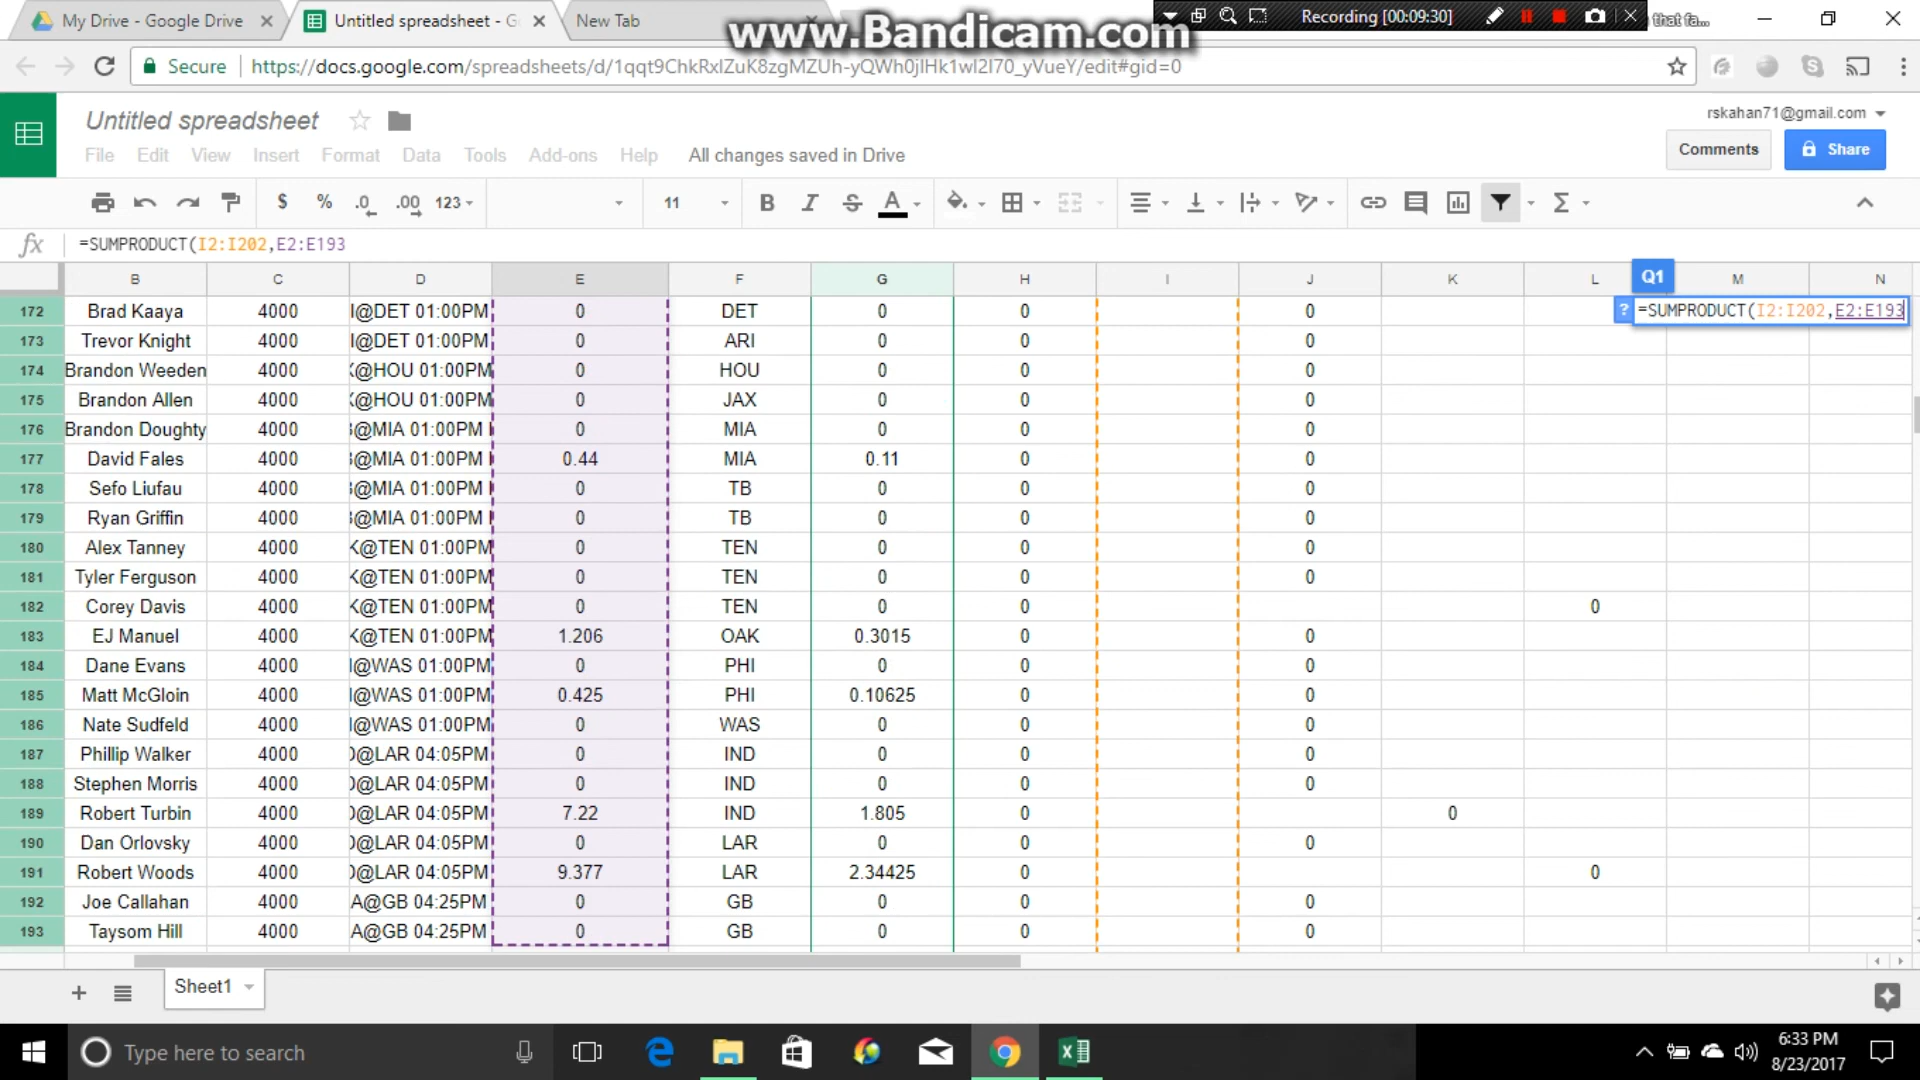 My Drive - Google Drive
Untitled spreadsheet - G
New Tab
www.Bandicam.com
Recording [00:09:30]
that fa...
Secure
https://docs.google.com/spreadsheets/d/1qqt9ChkRxIZuK8zgMZUh-yQWh0jIHk1wl2I70_yVueY/edit#gid=0
Untitled spreadsheet
rskahan71@gmail.com
File Edit View Insert Format Data Tools Add-ons Help All changes saved in Drive
Comments
Share
$ % .0 .00 123 11 B I S A Σ
fx =SUMPRODUCT(I2:I202,E2:E193
B C D E F G H I J K L Q1 M N
172 Brad Kaaya 4000 I@DET 01:00PM 0 DET 0 0 0 ? =SUMPRODUCT(I2:I202,E2:E193
173 Trevor Knight 4000 I@DET 01:00PM 0 ARI 0 0 0
174 Brandon Weeden 4000 K@HOU 01:00PM 0 HOU 0 0 0
175 Brandon Allen 4000 K@HOU 01:00PM 0 JAX 0 0 0
176 Brandon Doughty 4000 B@MIA 01:00PM 0 MIA 0 0 0
177 David Fales 4000 B@MIA 01:00PM 0.44 MIA 0.11 0 0
178 Sefo Liufau 4000 B@MIA 01:00PM 0 TB 0 0 0
179 Ryan Griffin 4000 B@MIA 01:00PM 0 TB 0 0 0
180 Alex Tanney 4000 K@TEN 01:00PM 0 TEN 0 0 0
181 Tyler Ferguson 4000 K@TEN 01:00PM 0 TEN 0 0 0
182 Corey Davis 4000 K@TEN 01:00PM 0 TEN 0 0 0
183 EJ Manuel 4000 K@TEN 01:00PM 1.206 OAK 0.3015 0 0
184 Dane Evans 4000 I@WAS 01:00PM 0 PHI 0 0 0
185 Matt McGloin 4000 I@WAS 01:00PM 0.425 PHI 0.10625 0 0
186 Nate Sudfeld 4000 I@WAS 01:00PM 0 WAS 0 0 0
187 Phillip Walker 4000 D@LAR 04:05PM 0 IND 0 0 0
188 Stephen Morris 4000 D@LAR 04:05PM 0 IND 0 0 0
189 Robert Turbin 4000 D@LAR 04:05PM 7.22 IND 1.805 0 0
190 Dan Orlovsky 4000 D@LAR 04:05PM 0 LAR 0 0 0
191 Robert Woods 4000 D@LAR 04:05PM 9.377 LAR 2.34425 0 0
192 Joe Callahan 4000 A@GB 04:25PM 0 GB 0 0 0
193 Taysom Hill 4000 A@GB 04:25PM 0 GB 0 0 0
Sheet1
Type here to search
6:33 PM
8/23/2017